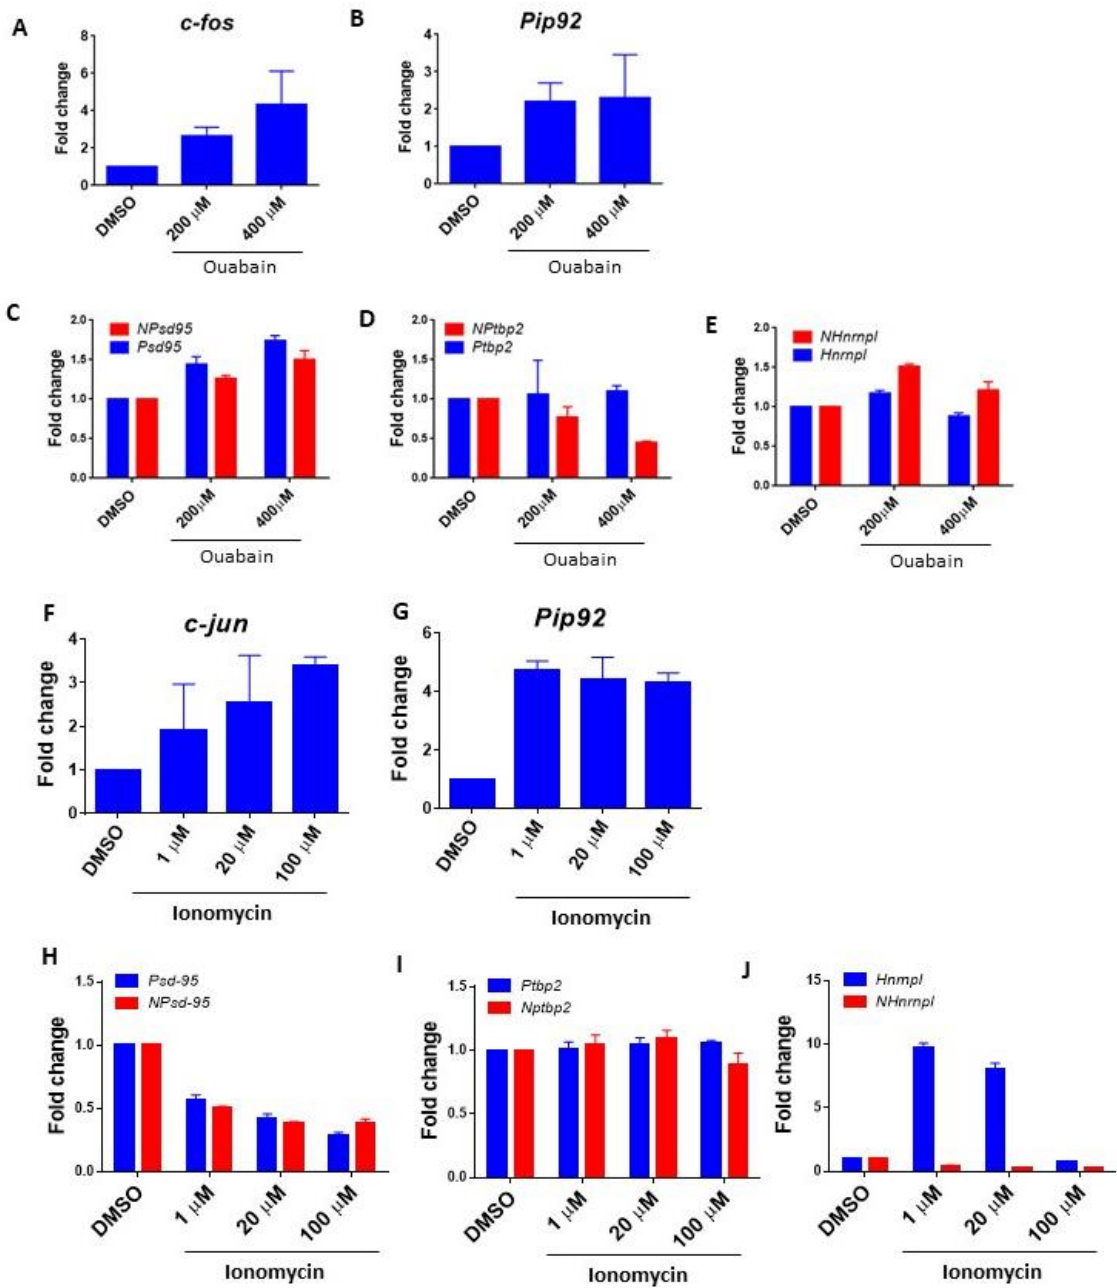 A
c-fos
8
6
4
2
0
Fold change
DMSO
200 μM
400 μM
Ouabain
B
Pip92
4
3
2
1
0
Fold change
DMSO
200 μM
400 μM
Ouabain
C
NPsd95
Psd95
2.0
1.5
1.0
0.5
0.0
Fold change
DMSO
200μM
400μM
Ouabain
D
NPtbp2
Ptbp2
2.0
1.5
1.0
0.5
0.0
Fold change
DMSO
200μM
400μM
Ouabain
E
NHnrnpl
Hnrnpl
2.0
1.5
1.0
0.5
0.0
Fold change
DMSO
200μM
400μM
Ouabain
F
c-jun
4
3
2
1
0
Fold change
DMSO
1 μM
20 μM
100 μM
Ionomycin
G
Pip92
6
4
2
0
Fold change
DMSO
1 μM
20 μM
100 μM
Ionomycin
H
Psd-95
NPsd-95
1.5
1.0
0.5
0.0
Fold change
DMSO
1 μM
20 μM
100 μM
Ionomycin
I
Ptbp2
Nptbp2
1.5
1.0
0.5
0.0
Fold change
DMSO
1 μM
20 μM
100 μM
Ionomycin
J
Hnrnpl
NHnrnpl
15
10
5
0
Fold change
DMSO
1 μM
20 μM
100 μM
Ionomycin